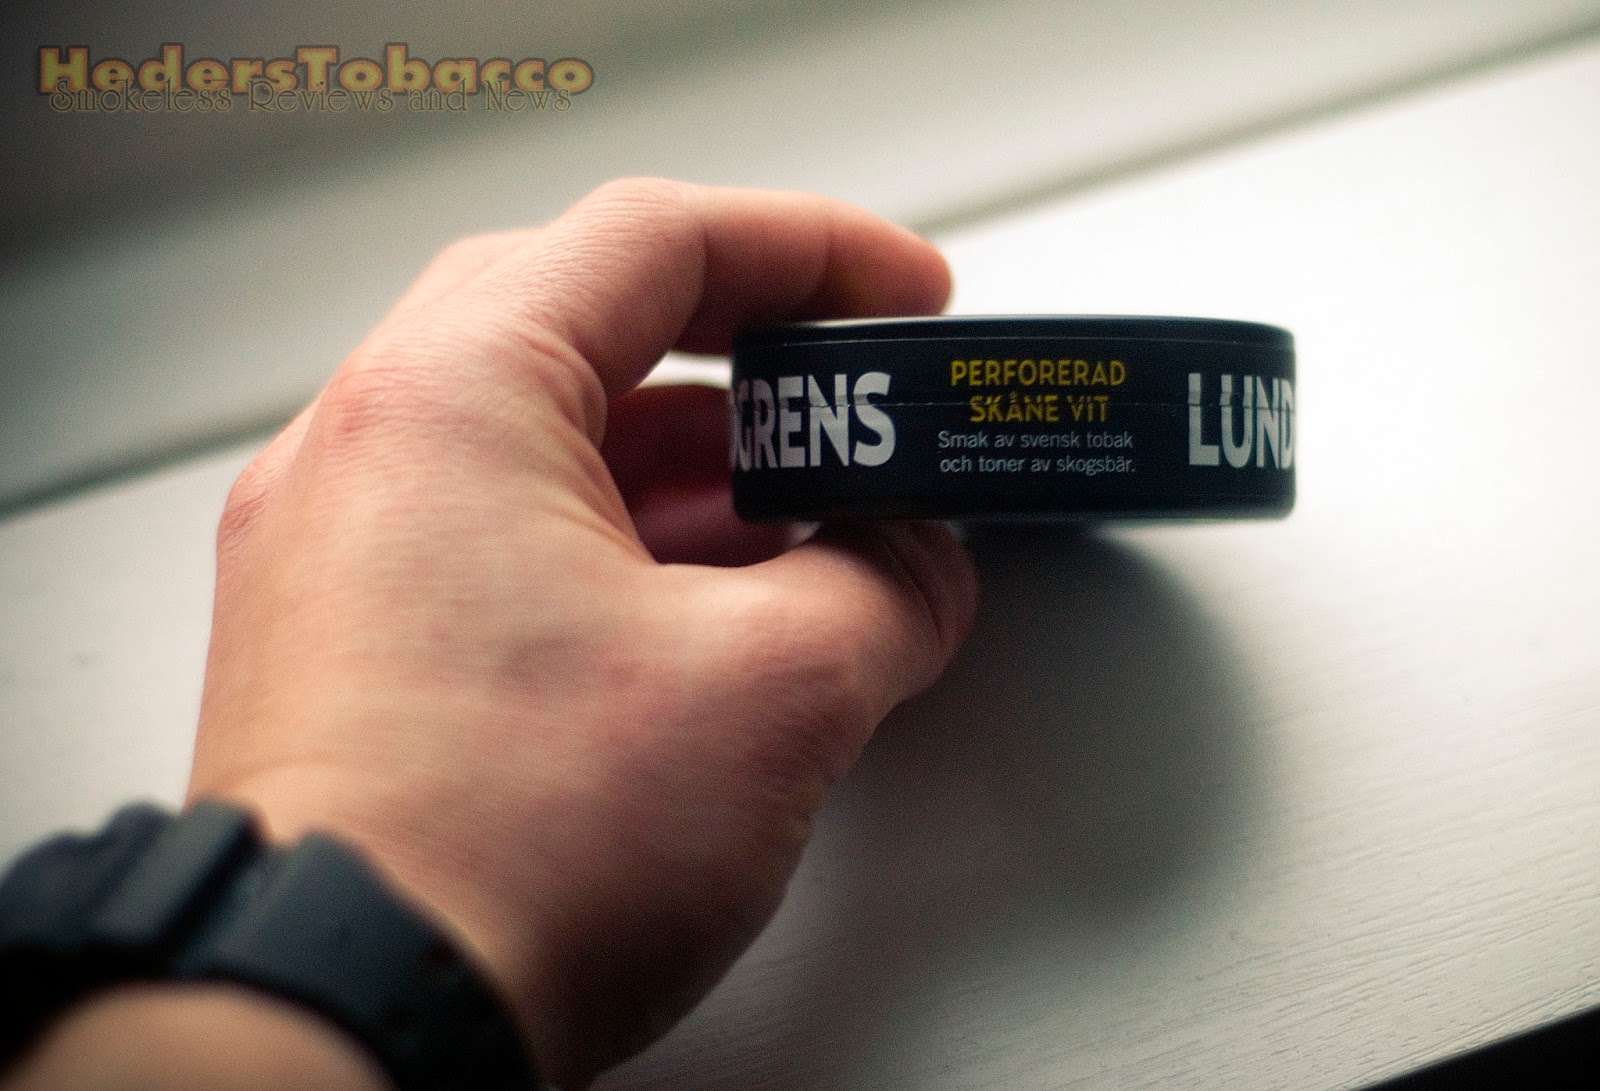 HedersTobacco
Smokeless Reviews and News
GRENS
PERFORERAD
SKÅNE VIT
Smak av svensk tobak
och toner av skogsbär.
LUND